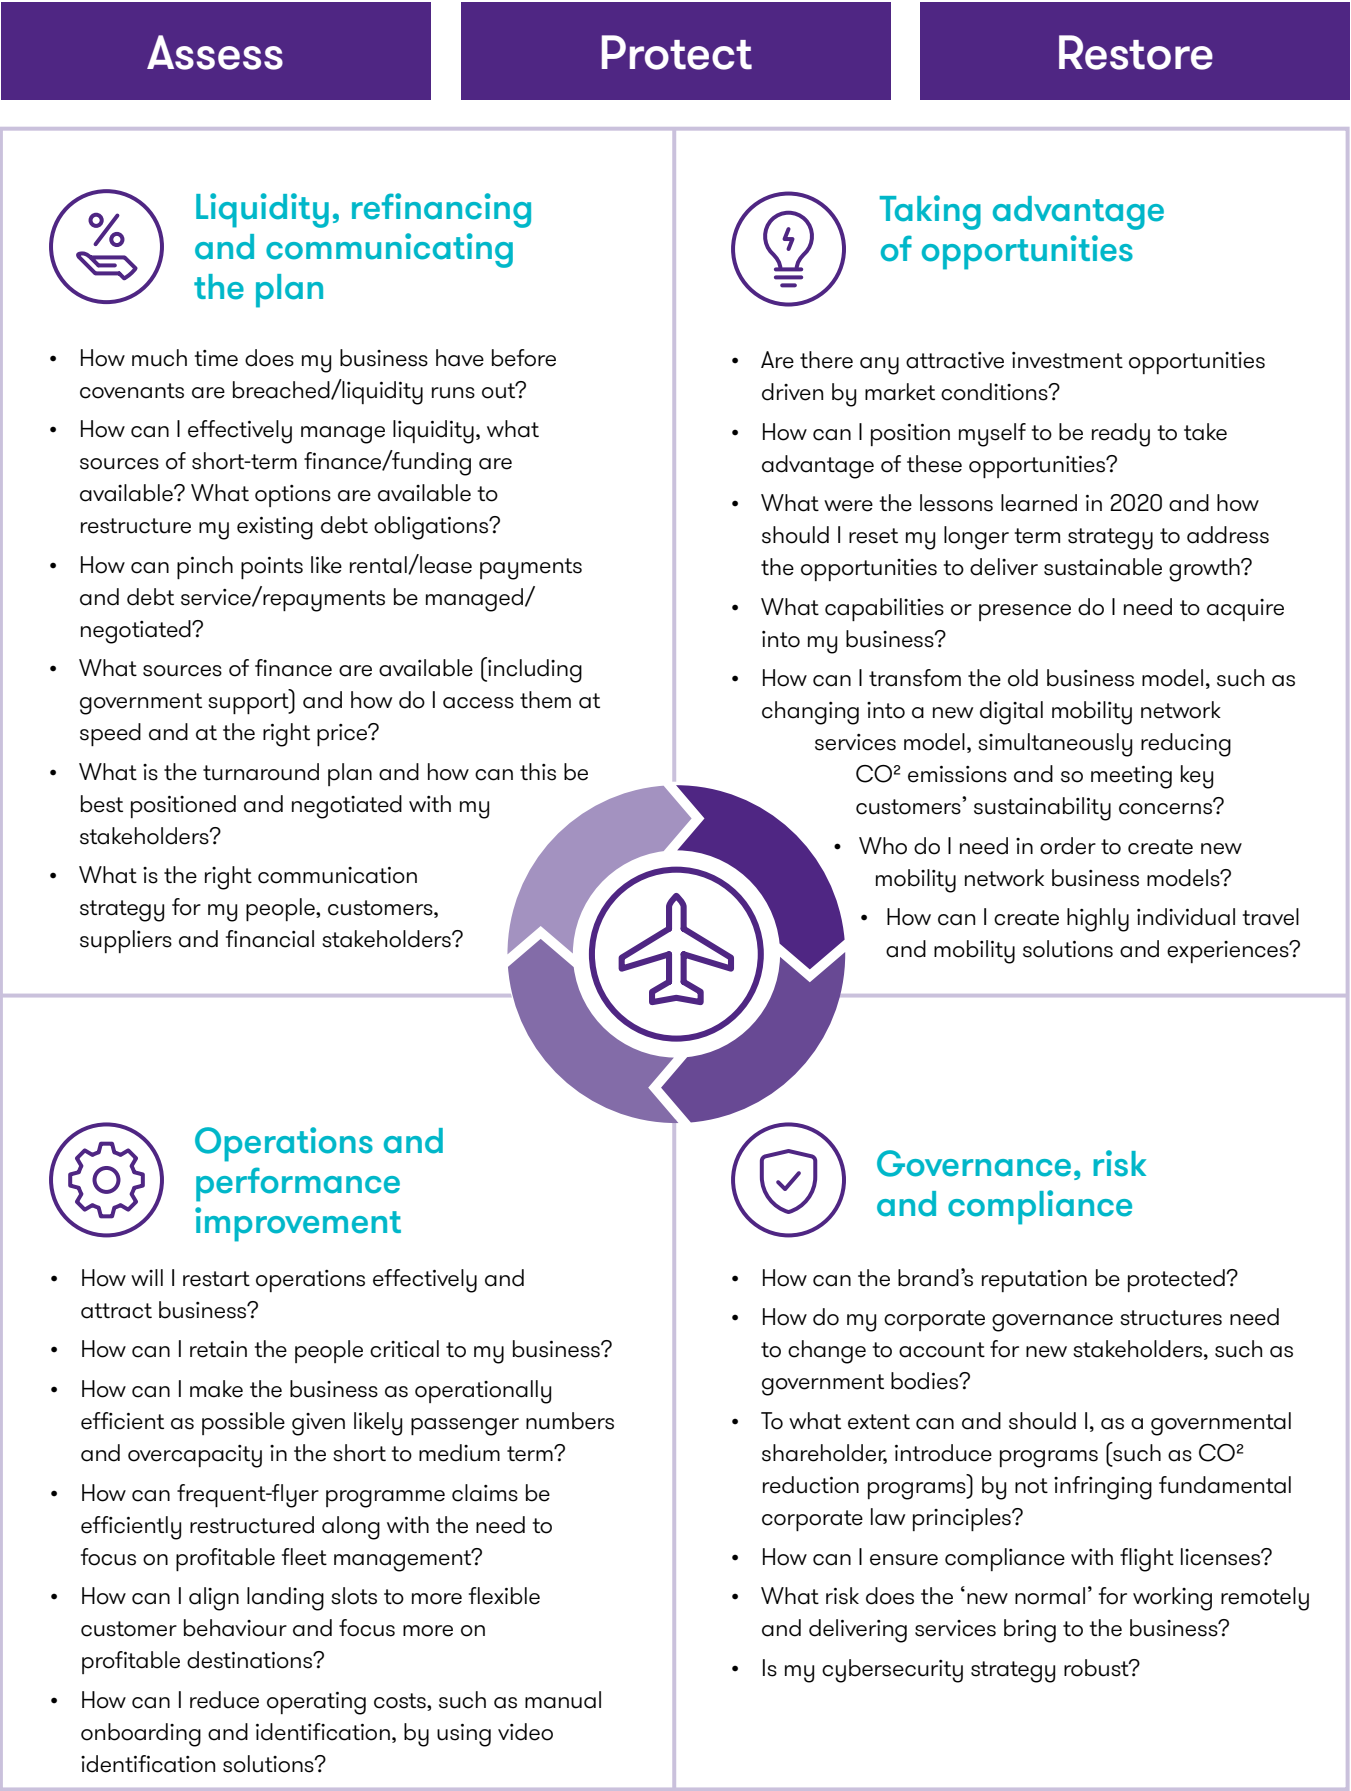 Assess
Protect
Restore
Liquidity, refinancing
and communicating
the plan
• How much time does my business have before
covenants are breached/liquidity runs out?
• How can I effectively manage liquidity, what
sources of short-term finance/funding are
available? What options are available to
restructure my existing debt obligations?
• How can pinch points like rental/lease payments
and debt service/repayments be managed/
negotiated?
• What sources of finance are available (including
government support) and how do I access them at
speed and at the right price?
• What is the turnaround plan and how can this be
best positioned and negotiated with my
stakeholders?
• What is the right communication
strategy for my people, customers,
suppliers and financial stakeholders?
Taking advantage
of opportunities
• Are there any attractive investment opportunities
driven by market conditions?
• How can I position myself to be ready to take
advantage of these opportunities?
• What were the lessons learned in 2020 and how
should I reset my longer term strategy to address
the opportunities to deliver sustainable growth?
• What capabilities or presence do I need to acquire
into my business?
• How can I transfom the old business model, such as
changing into a new digital mobility network
services model, simultaneously reducing
CO² emissions and so meeting key
customers’ sustainability concerns?
• Who do I need in order to create new
mobility network business models?
• How can I create highly individual travel
and mobility solutions and experiences?
Operations and
performance
improvement
• How will I restart operations effectively and
attract business?
• How can I retain the people critical to my business?
• How can I make the business as operationally
efficient as possible given likely passenger numbers
and overcapacity in the short to medium term?
• How can frequent-flyer programme claims be
efficiently restructured along with the need to
focus on profitable fleet management?
• How can I align landing slots to more flexible
customer behaviour and focus more on
profitable destinations?
• How can I reduce operating costs, such as manual
onboarding and identification, by using video
identification solutions?
Governance, risk
and compliance
• How can the brand’s reputation be protected?
• How do my corporate governance structures need
to change to account for new stakeholders, such as
government bodies?
• To what extent can and should I, as a governmental
shareholder, introduce programs (such as CO²
reduction programs) by not infringing fundamental
corporate law principles?
• How can I ensure compliance with flight licenses?
• What risk does the ‘new normal’ for working remotely
and delivering services bring to the business?
• Is my cybersecurity strategy robust?